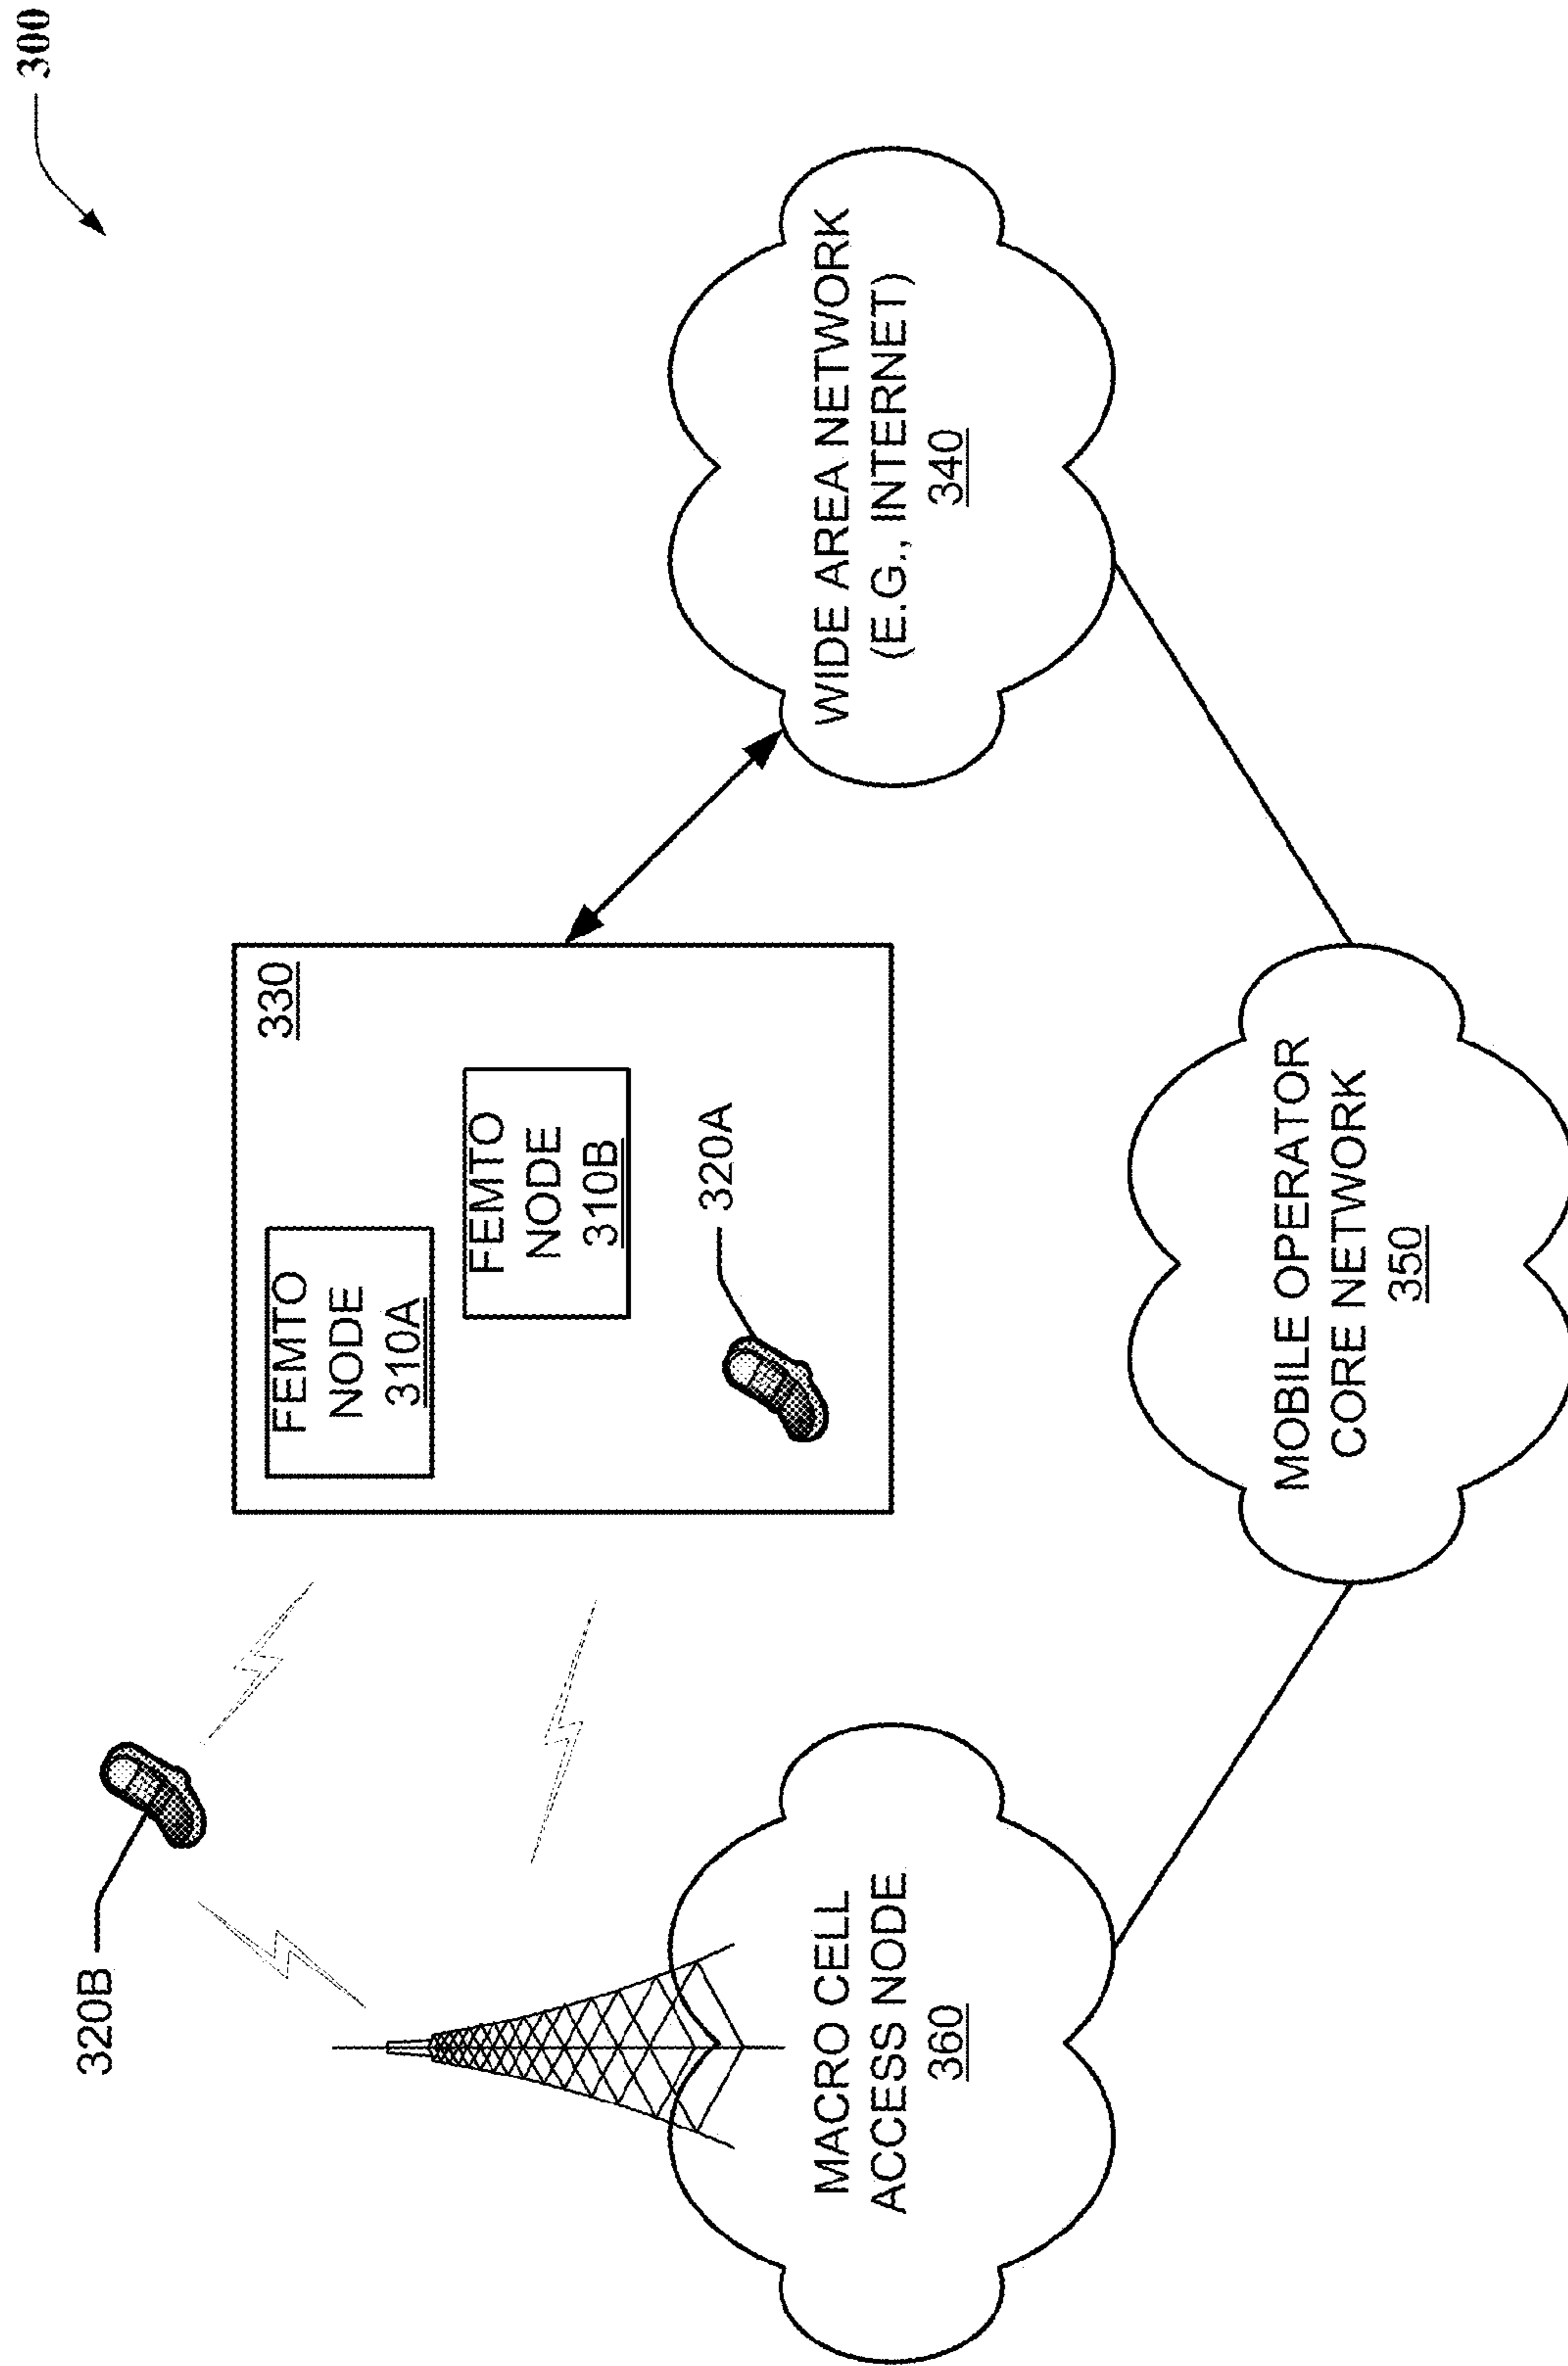 300
320B
FEMTO
NODE
310A
FEMTO
NODE
310B
330
320A
MACRO CELL
ACCESS NODE
360
WIDE AREA NETWORK
(E.G., INTERNET)
340
MOBILE OPERATOR
CORE NETWORK
350